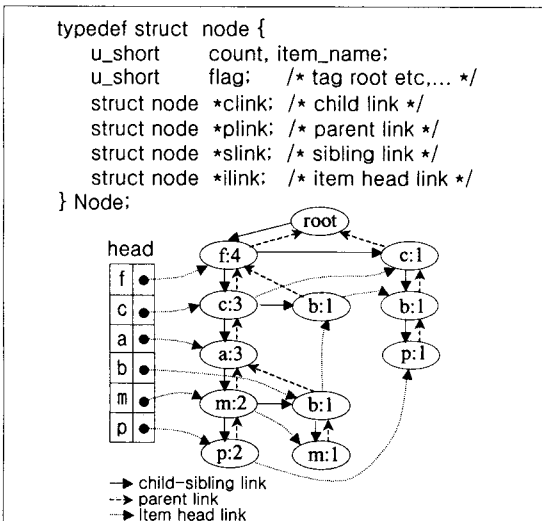 typedef struct node {
u_short count, item_name;
u_short flag; /* tag root etc,... */
struct node *clink; /* child link */
struct node *plink; /* parent link */
struct node *slink; /* sibling link */
struct node *ilink; /* item head link */
} Node;
root
head
f:4
c:1
f
c
c:3
b:1
b:1
a
a:3
p:1
b
m
m:2
b:1
p
p:2
m:1
child-sibling link
parent link
Item head link